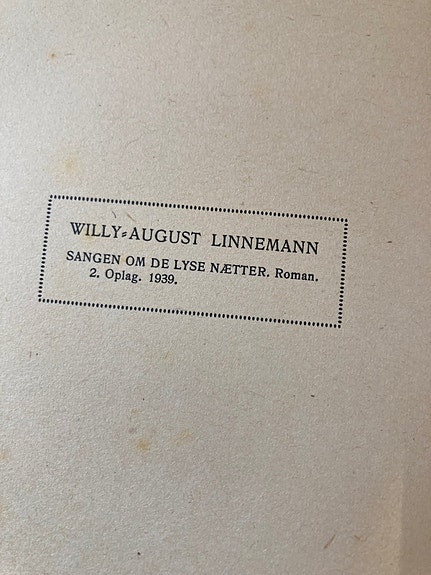 WILLY-AUGUST LINNEMANN
SANGEN OM DE LYSE NÆTTER. Roman.
2. Oplag. 1939.